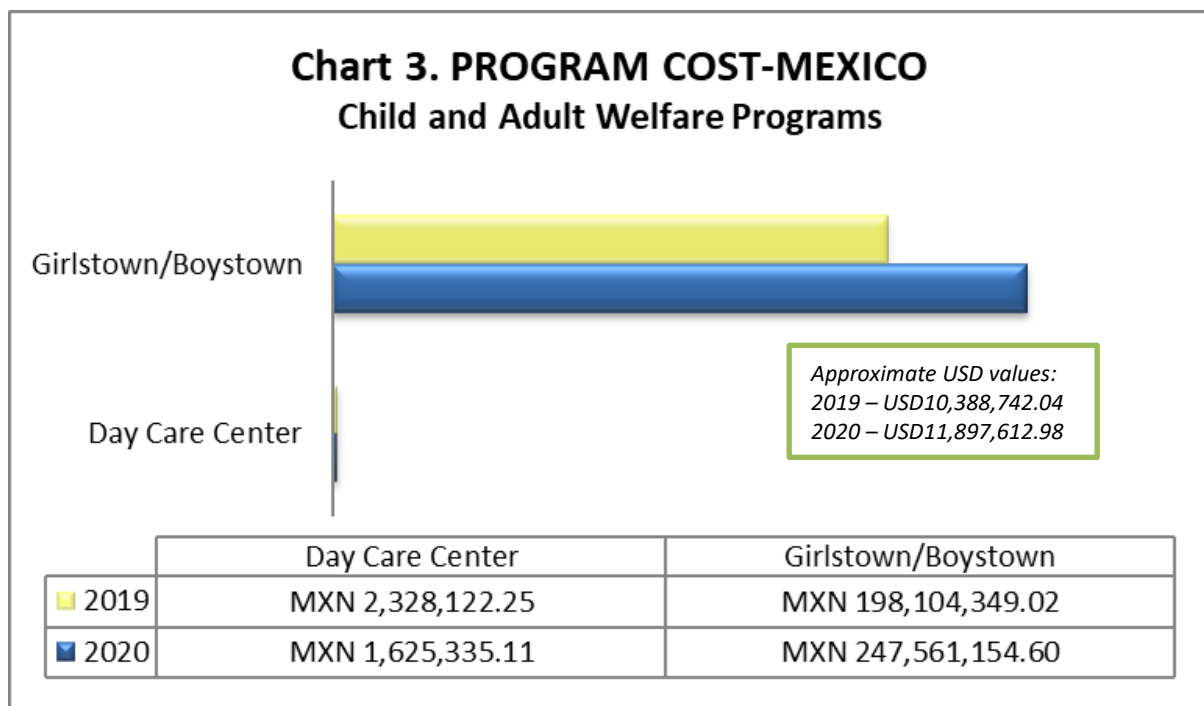 Chart 3. PROGRAM COST-MEXICO
Child and Adult Welfare Programs
Girlstown/Boystown
Day Care Center
Approximate USD values:
2019 – USD10,388,742.04
2020 – USD11,897,612.98
Day Care Center Girlstown/Boystown
2019 MXN 2,328,122.25 MXN 198,104,349.02
2020 MXN 1,625,335.11 MXN 247,561,154.60